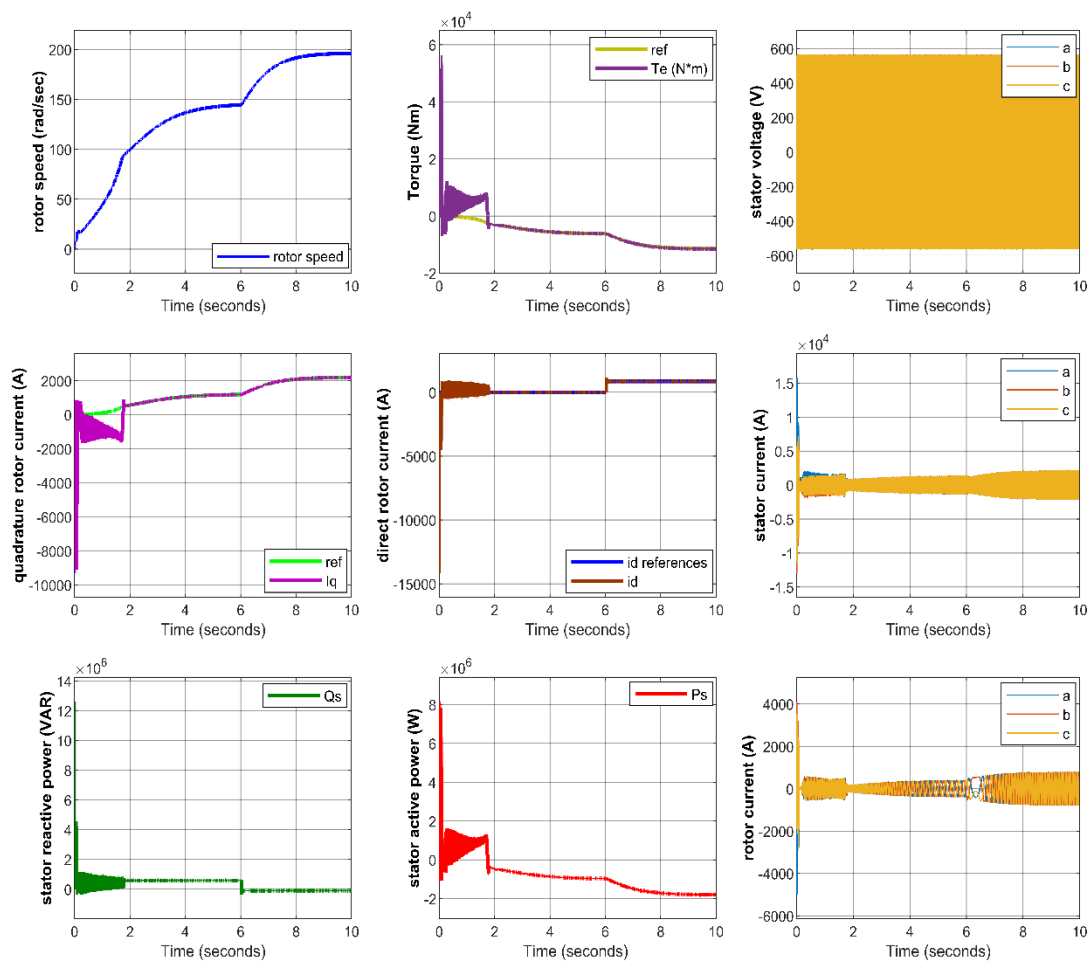 rotor speed (rad/sec)
200
150
100
50
0
rotor speed
0 2 4 6 8 10
Time (seconds)
×10⁴
Torque (Nm)
6
4
2
0
-2
ref
Te (N*m)
0 2 4 6 8 10
Time (seconds)
stator voltage (V)
600
400
200
0
-200
-400
-600
a
b
c
0 2 4 6 8 10
Time (seconds)
quadrature rotor current (A)
2000
0
-2000
-4000
-6000
-8000
-10000
ref
Iq
0 2 4 6 8 10
Time (seconds)
direct rotor current (A)
0
-5000
-10000
-15000
id references
id
0 2 4 6 8 10
Time (seconds)
×10⁴
stator current (A)
1.5
1
0.5
0
-0.5
-1
-1.5
a
b
c
0 2 4 6 8 10
Time (seconds)
×10⁶
stator reactive power (VAR)
14
12
10
8
6
4
2
0
Qs
0 2 4 6 8 10
Time (seconds)
×10⁶
stator active power (W)
8
6
4
2
0
-2
Ps
0 2 4 6 8 10
Time (seconds)
rotor current (A)
4000
2000
0
-2000
-4000
-6000
a
b
c
0 2 4 6 8 10
Time (seconds)